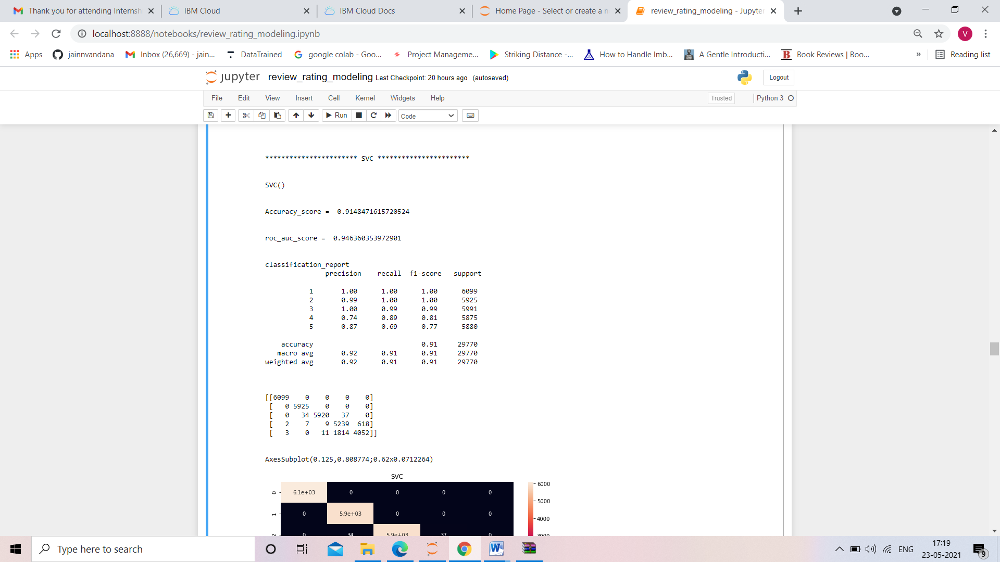 Thank you for attending Internsh
IBM Cloud
IBM Cloud Docs
Home Page - Select or create a n
review_rating_modeling - Jupyter
localhost:8888/notebooks/review_rating_modeling.ipynb
V
Apps
jainnvandana
Inbox (26,669) - jain...
DataTrained
google colab - Goo...
Project Manageme...
Striking Distance -...
How to Handle Imb...
A Gentle Introducti...
Book Reviews | Boo...
»
Reading list
jupyter review_rating_modeling Last Checkpoint: 20 hours ago (autosaved)
Logout
File Edit View Insert Cell Kernel Widgets Help
Trusted
Python 3
Run
Code
*********************** SVC ***********************
SVC()
Accuracy_score =  0.9148471615720524
roc_auc_score =  0.946360353972901
classification_report
precision    recall  f1-score   support
1       1.00      1.00      1.00      6099
2       0.99      1.00      1.00      5925
3       1.00      0.99      0.99      5991
4       0.74      0.89      0.81      5875
5       0.87      0.69      0.77      5880
accuracy                           0.91     29770
macro avg       0.92      0.91      0.91     29770
weighted avg       0.92      0.91      0.91     29770
[[6099    0    0    0    0]
[   0 5925    0    0    0]
[   0   34 5920   37    0]
[   2    7    9 5239  618]
[   3    0   11 1814 4052]]
AxesSubplot(0.125,0.808774;0.62x0.0712264)
SVC
0 6.1e+03 0 0 0 0
1 0 5.9e+03 0 0 0
2 0 34 5.9e+03 37 0
6000
5000
4000
3000
Type here to search
ENG
17:19
23-05-2021
9